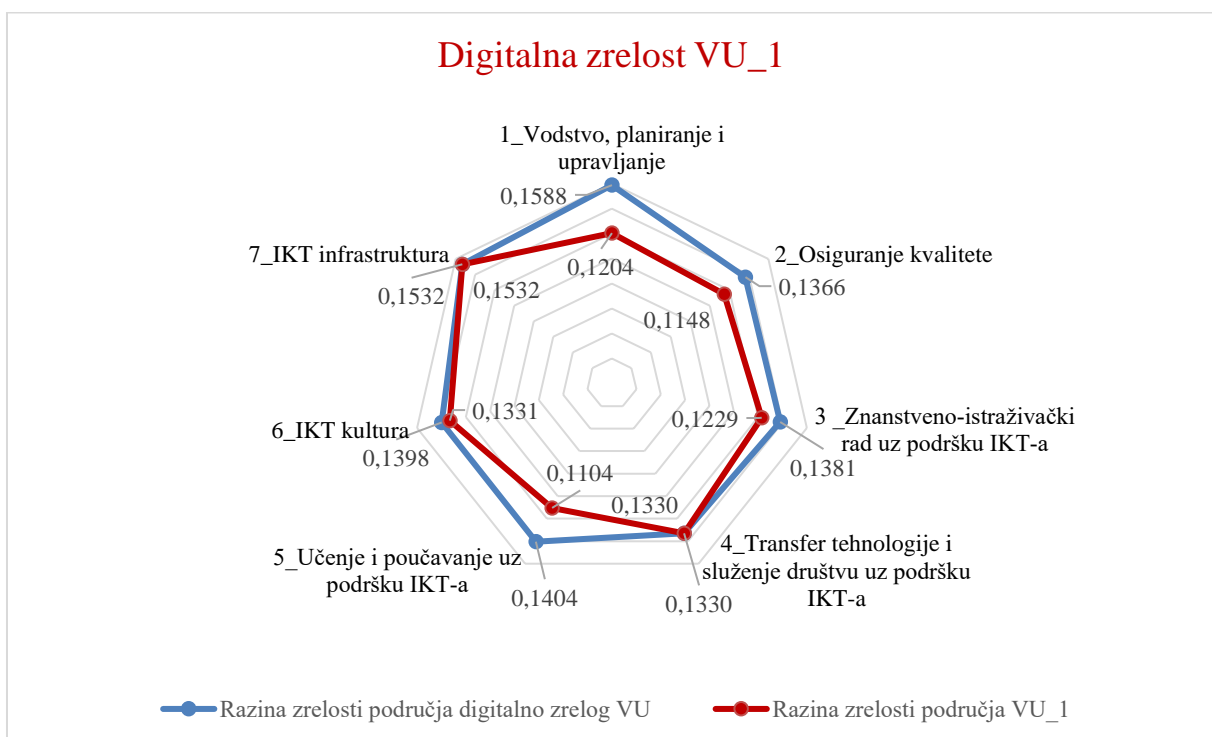 Digitalna zrelost VU_1
1_Vodstvo, planiranje i
upravljanje
0,1588
0,1204
2_Osiguranje kvalitete
0,1366
0,1148
3 _Znanstveno-istraživački
rad uz podršku IKT-a
0,1229
0,1381
4_Transfer tehnologije i
služenje društvu uz podršku
IKT-a
0,1330
0,1330
5_Učenje i poučavanje uz
podršku IKT-a
0,1104
0,1404
6_IKT kultura
0,1331
0,1398
7_IKT infrastruktura
0,1532
0,1532
Razina zrelosti područja digitalno zrelog VU
Razina zrelosti područja VU_1